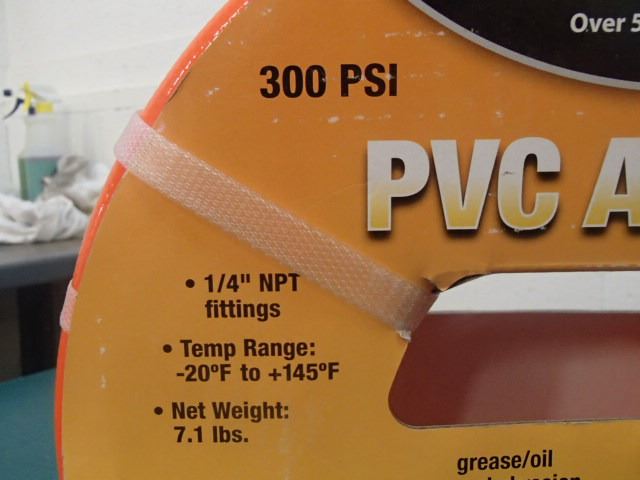 Over 5
300 PSI
PVC A
• 1/4" NPT
fittings
• Temp Range:
-20ºF to +145ºF
• Net Weight:
7.1 lbs.
grease/oil